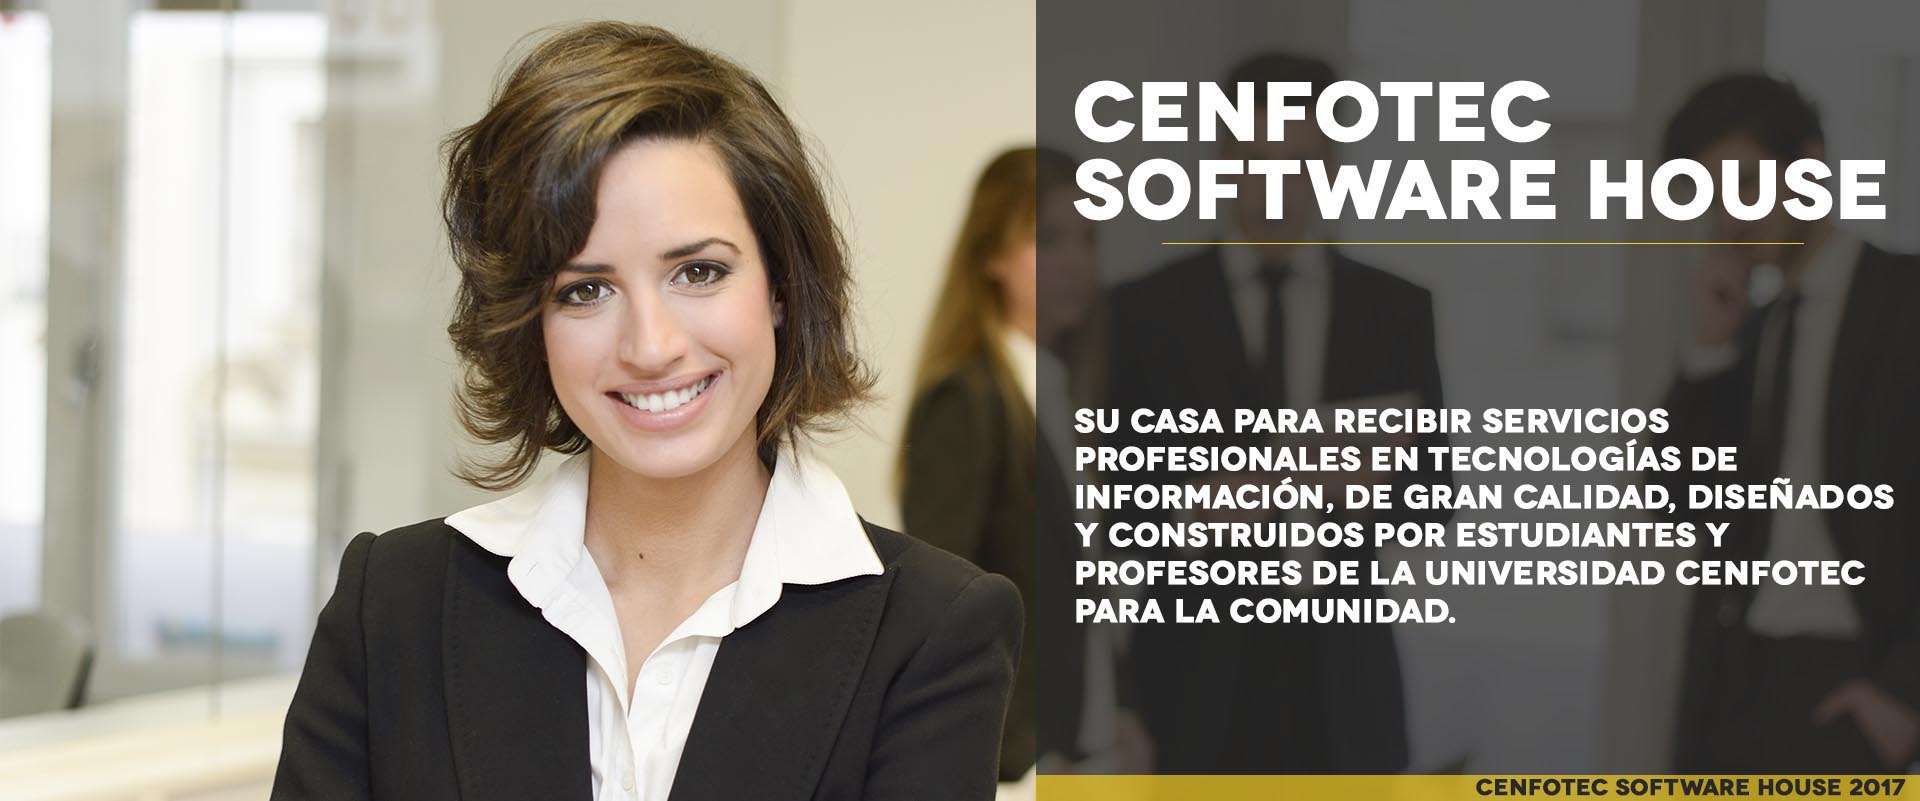 CENFOTEC
SOFTWARE HOUSE
SU CASA PARA RECIBIR SERVICIOS
PROFESIONALES EN TECNOLOGÍAS DE
INFORMACIÓN, DE GRAN CALIDAD, DISEÑADOS
Y CONSTRUIDOS POR ESTUDIANTES Y
PROFESORES DE LA UNIVERSIDAD CENFOTEC
PARA LA COMUNIDAD.
CENFOTEC SOFTWARE HOUSE 2017